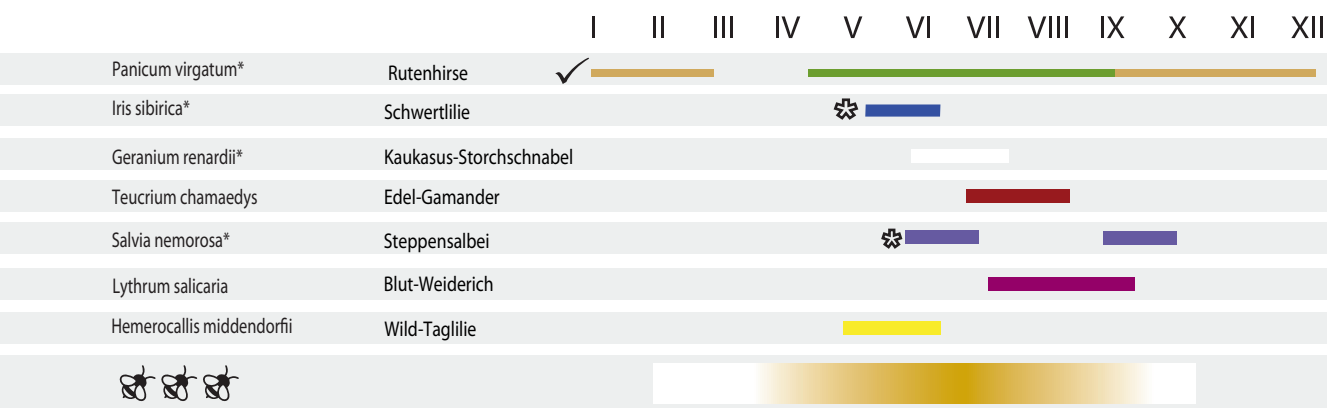 I II III IV V VI VII VIII IX X XI XII
Panicum virgatum* Rutenhirse
Iris sibirica* Schwertlilie
Geranium renardii* Kaukasus-Storchschnabel
Teucrium chamaedys Edel-Gamander
Salvia nemorosa* Steppensalbei
Lythrum salicaria Blut-Weiderich
Hemerocallis middendorfii Wild-Taglilie